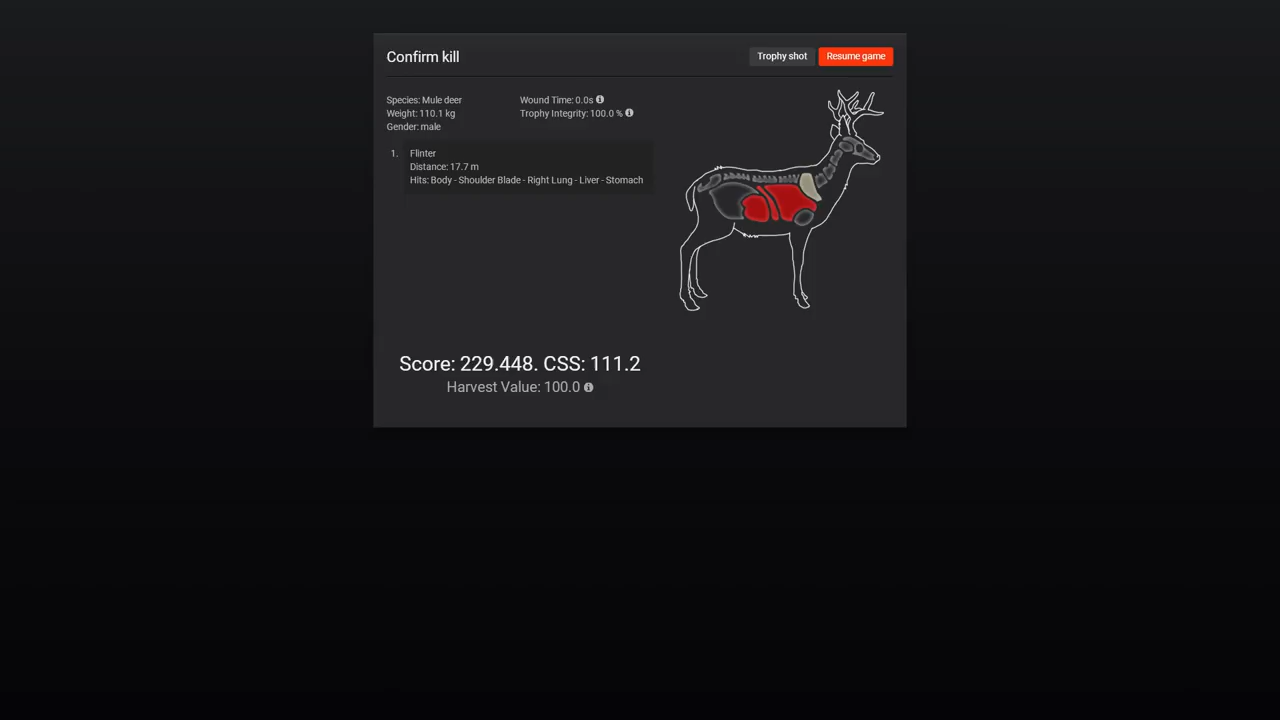 Confirm kill
Trophy shot
Resume game
Species: Mule deer
Weight: 110.1 kg
Gender: male
Wound Time: 0.0s
Trophy Integrity: 100.0 %
1. Flinter
Distance: 17.7 m
Hits: Body - Shoulder Blade - Right Lung - Liver - Stomach
Score: 229.448. CSS: 111.2
Harvest Value: 100.0